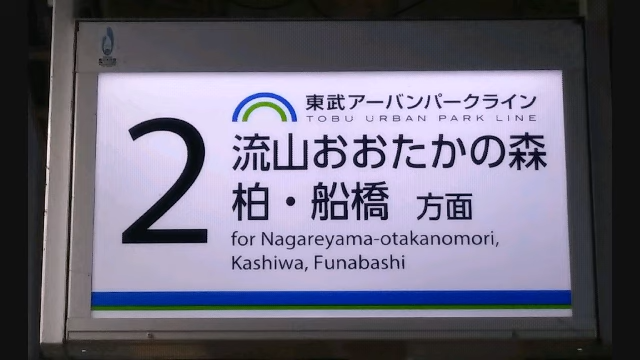 2
東武アーバンパークライン
TOBU URBAN PARK LINE
流山おおたかの森
柏・船橋 方面
for Nagareyama-otakanomori,
Kashiwa, Funabashi